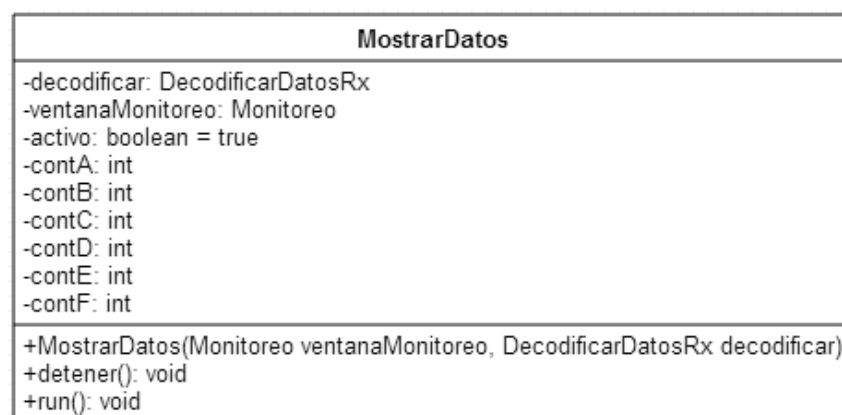 MostrarDatos
-decodificar: DecodificarDatosRx
-ventanaMonitoreo: Monitoreo
-activo: boolean = true
-contA: int
-contB: int
-contC: int
-contD: int
-contE: int
-contF: int
+MostrarDatos(Monitoreo ventanaMonitoreo, DecodificarDatosRx decodificar)
+detener(): void
+run(): void